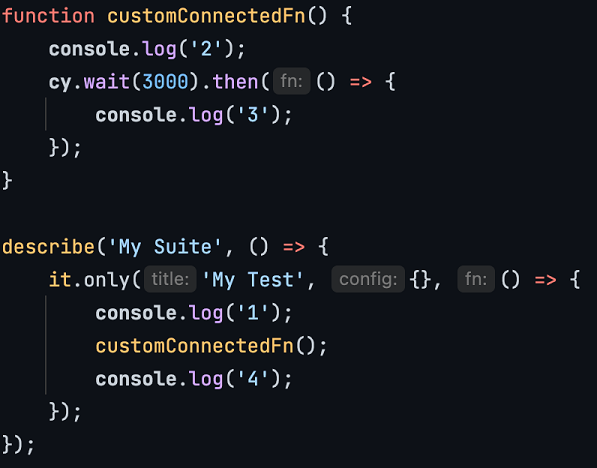 function customConnectedFn() {
    console.log('2');
    cy.wait(3000).then( fn: () => {
        console.log('3');
    });
}

describe('My Suite', () => {
    it.only( title: 'My Test', config: {}, fn: () => {
        console.log('1');
        customConnectedFn();
        console.log('4');
    });
});